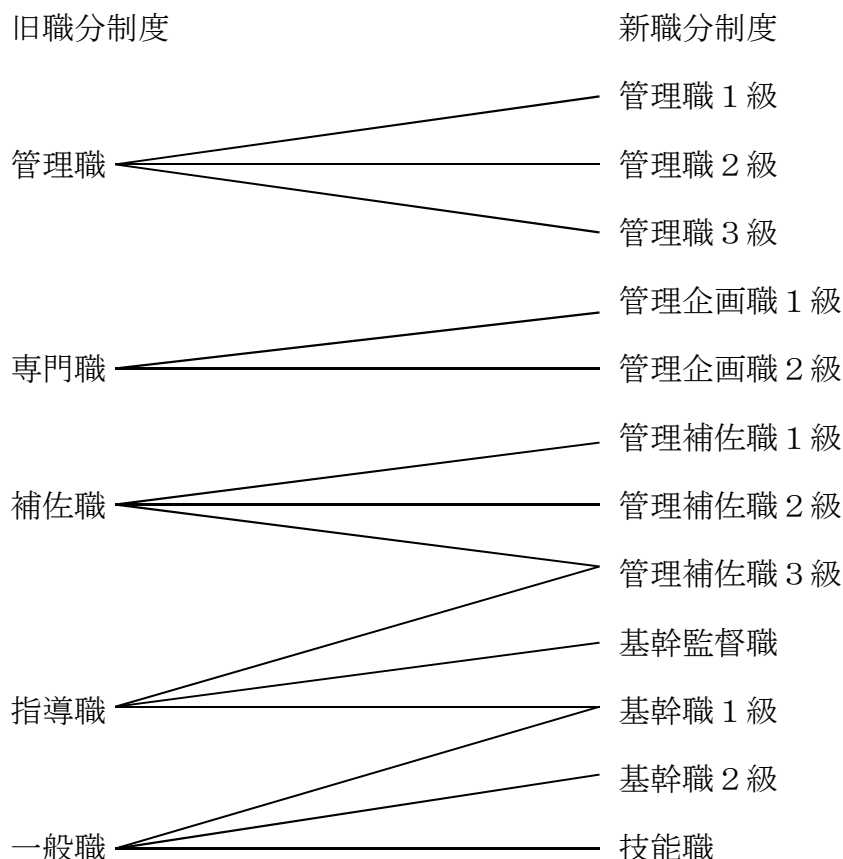 旧職分制度 新職分制度
管理職１級
管理職 管理職２級
管理職３級
管理企画職１級
専門職 管理企画職２級
管理補佐職１級
補佐職 管理補佐職２級
管理補佐職３級
基幹監督職
指導職 基幹職１級
基幹職２級
一般職 技能職